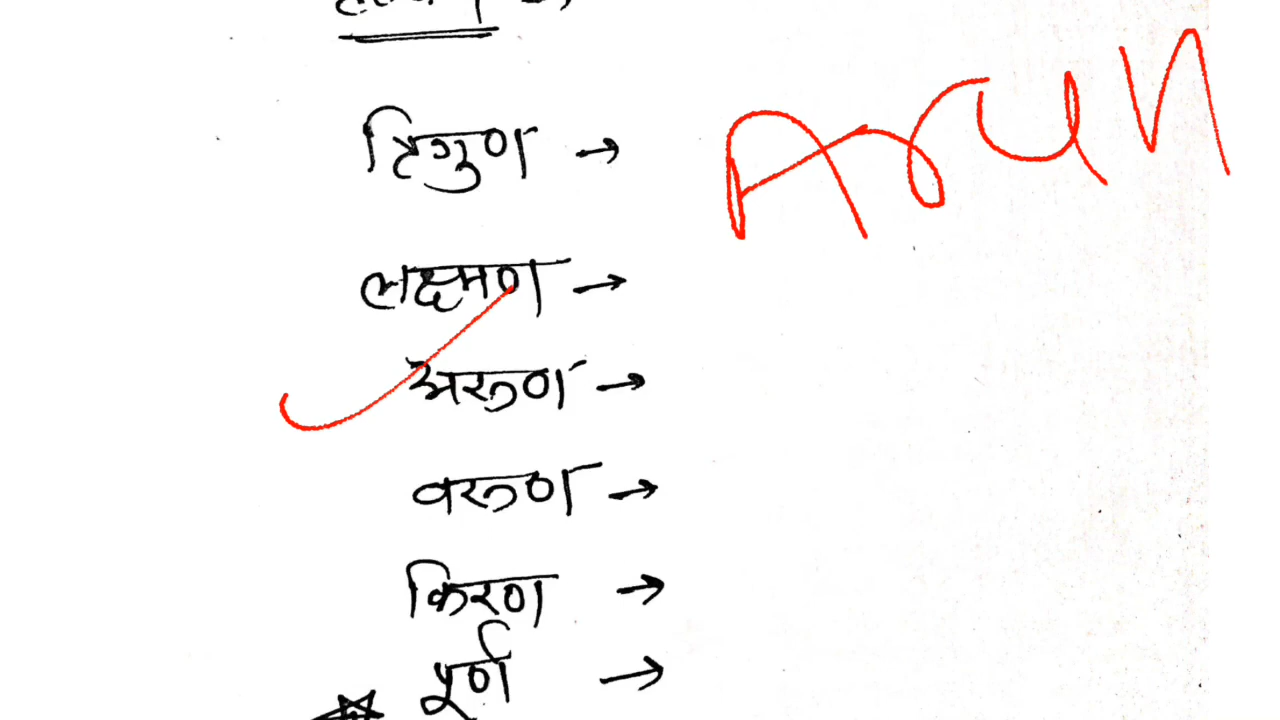 त्रिगुण → Arun
लक्ष्मण →
अरुण →
वरुण →
किरण →
पूर्ण →